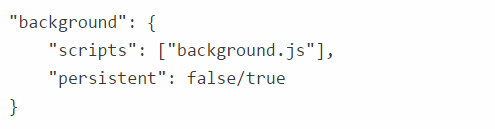 "background": {
    "scripts": ["background.js"],
    "persistent": false/true
}